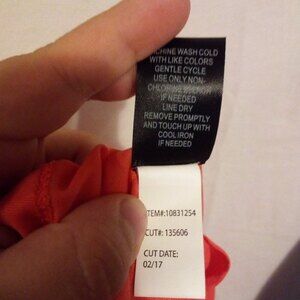 MACHINE WASH COLD
WITH LIKE COLORS
GENTLE CYCLE
USE ONLY NON-
CHLORINE BLEACH
IF NEEDED
LINE DRY
REMOVE PROMPTLY
AND TOUCH UP WITH
COOL IRON
IF NEEDED
ITEM#:10831254
CUT#: 135606
CUT DATE:
02/17